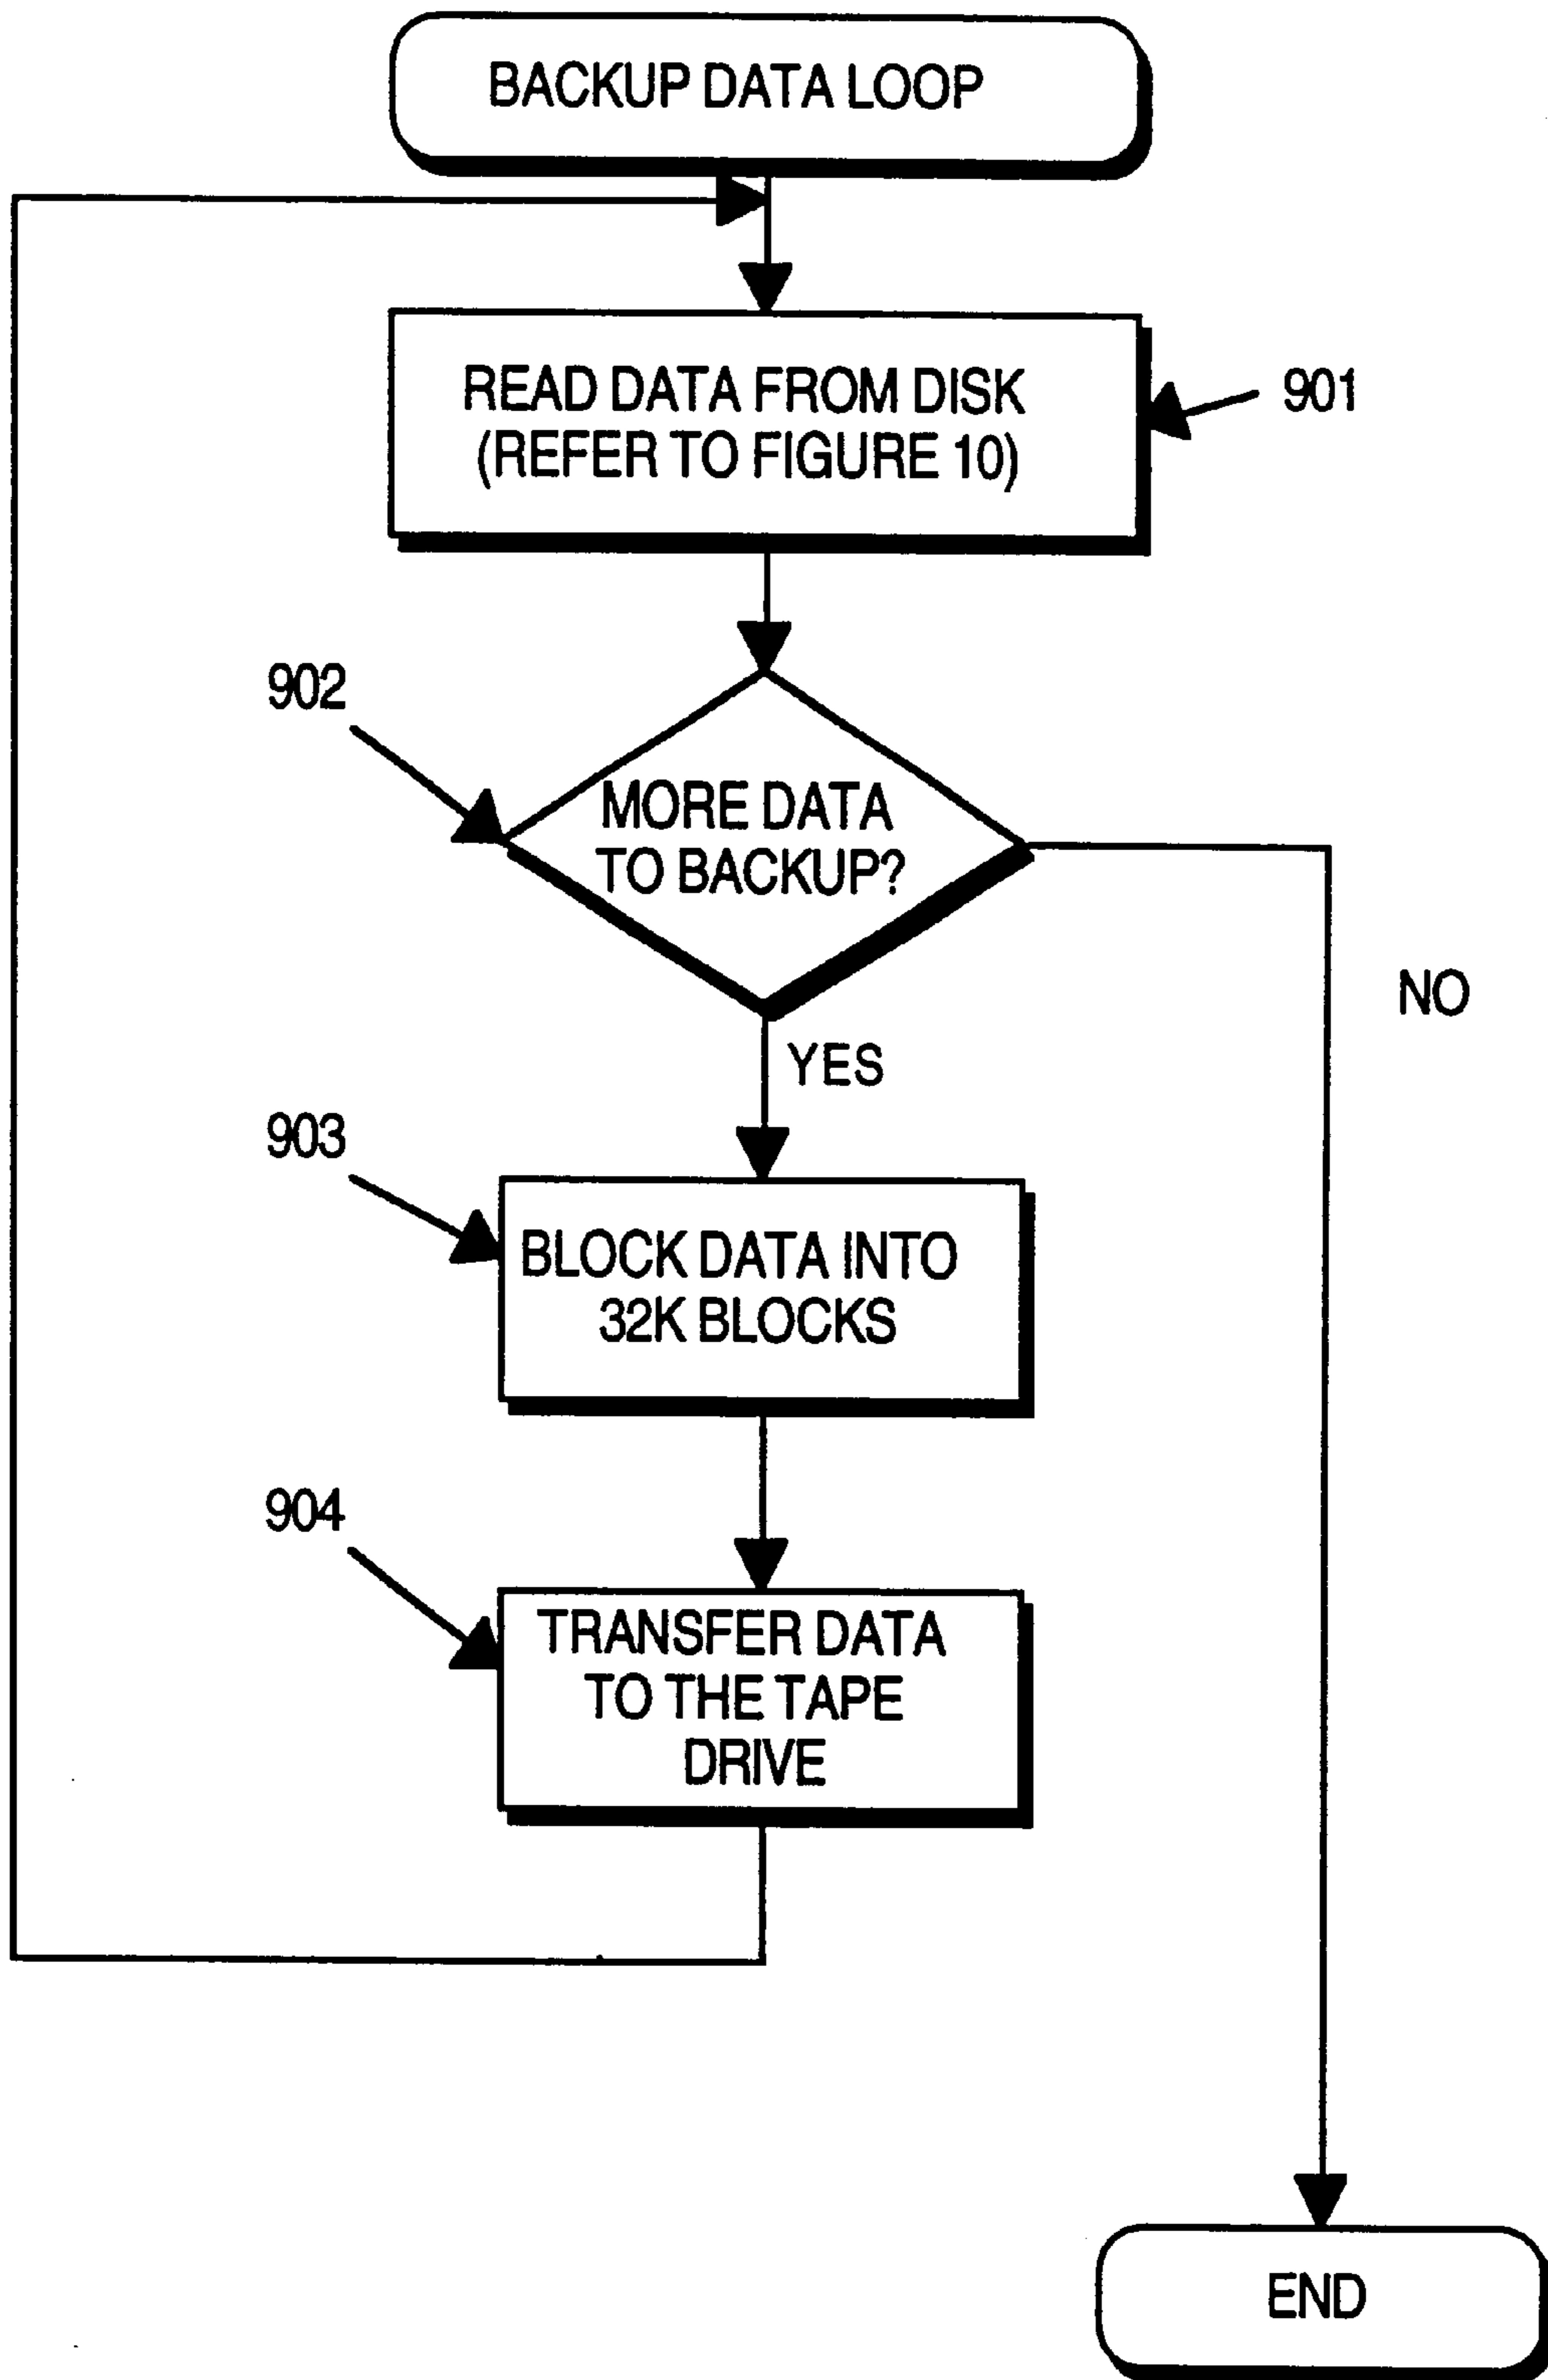 BACKUP DATA LOOP
READ DATA FROM DISK
(REFER TO FIGURE 10)
901
902
MORE DATA
TO BACKUP?
NO
YES
903
BLOCK DATA INTO
32K BLOCKS
904
TRANSFER DATA
TO THE TAPE
DRIVE
END